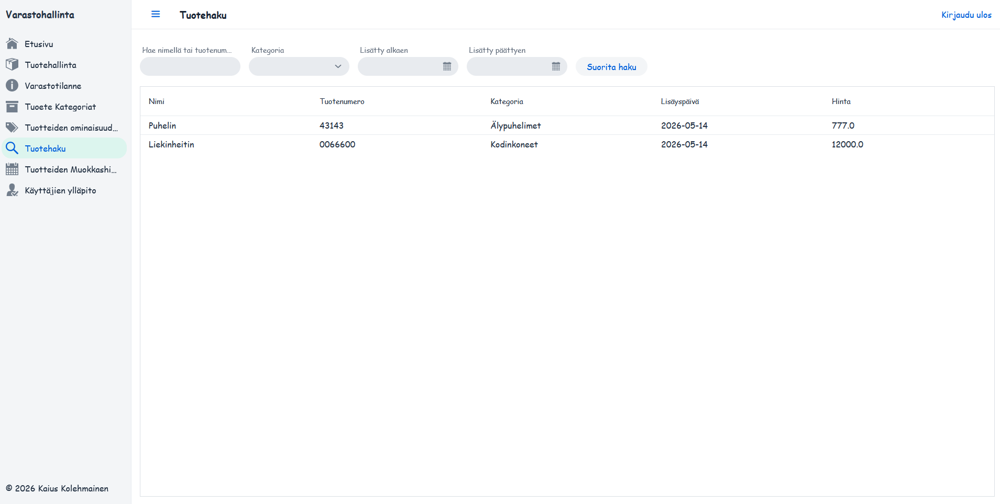 Varastohallinta
Etusivu
Tuotehallinta
Varastotilanne
Tuoete Kategoriat
Tuotteiden ominaisuud...
Tuotehaku
Tuotteiden Muokkashi...
Käyttäjien ylläpito
© 2026 Kaius Kolehmainen
Tuotehaku
Kirjaudu ulos
Hae nimellä tai tuotenum... Kategoria Lisätty alkaen Lisätty päättyen
Suorita haku
Nimi Tuotenumero Kategoria Lisäyspäivä Hinta
Puhelin 43143 Älypuhelimet 2026-05-14 777.0
Liekinheitin 0066600 Kodinkoneet 2026-05-14 12000.0